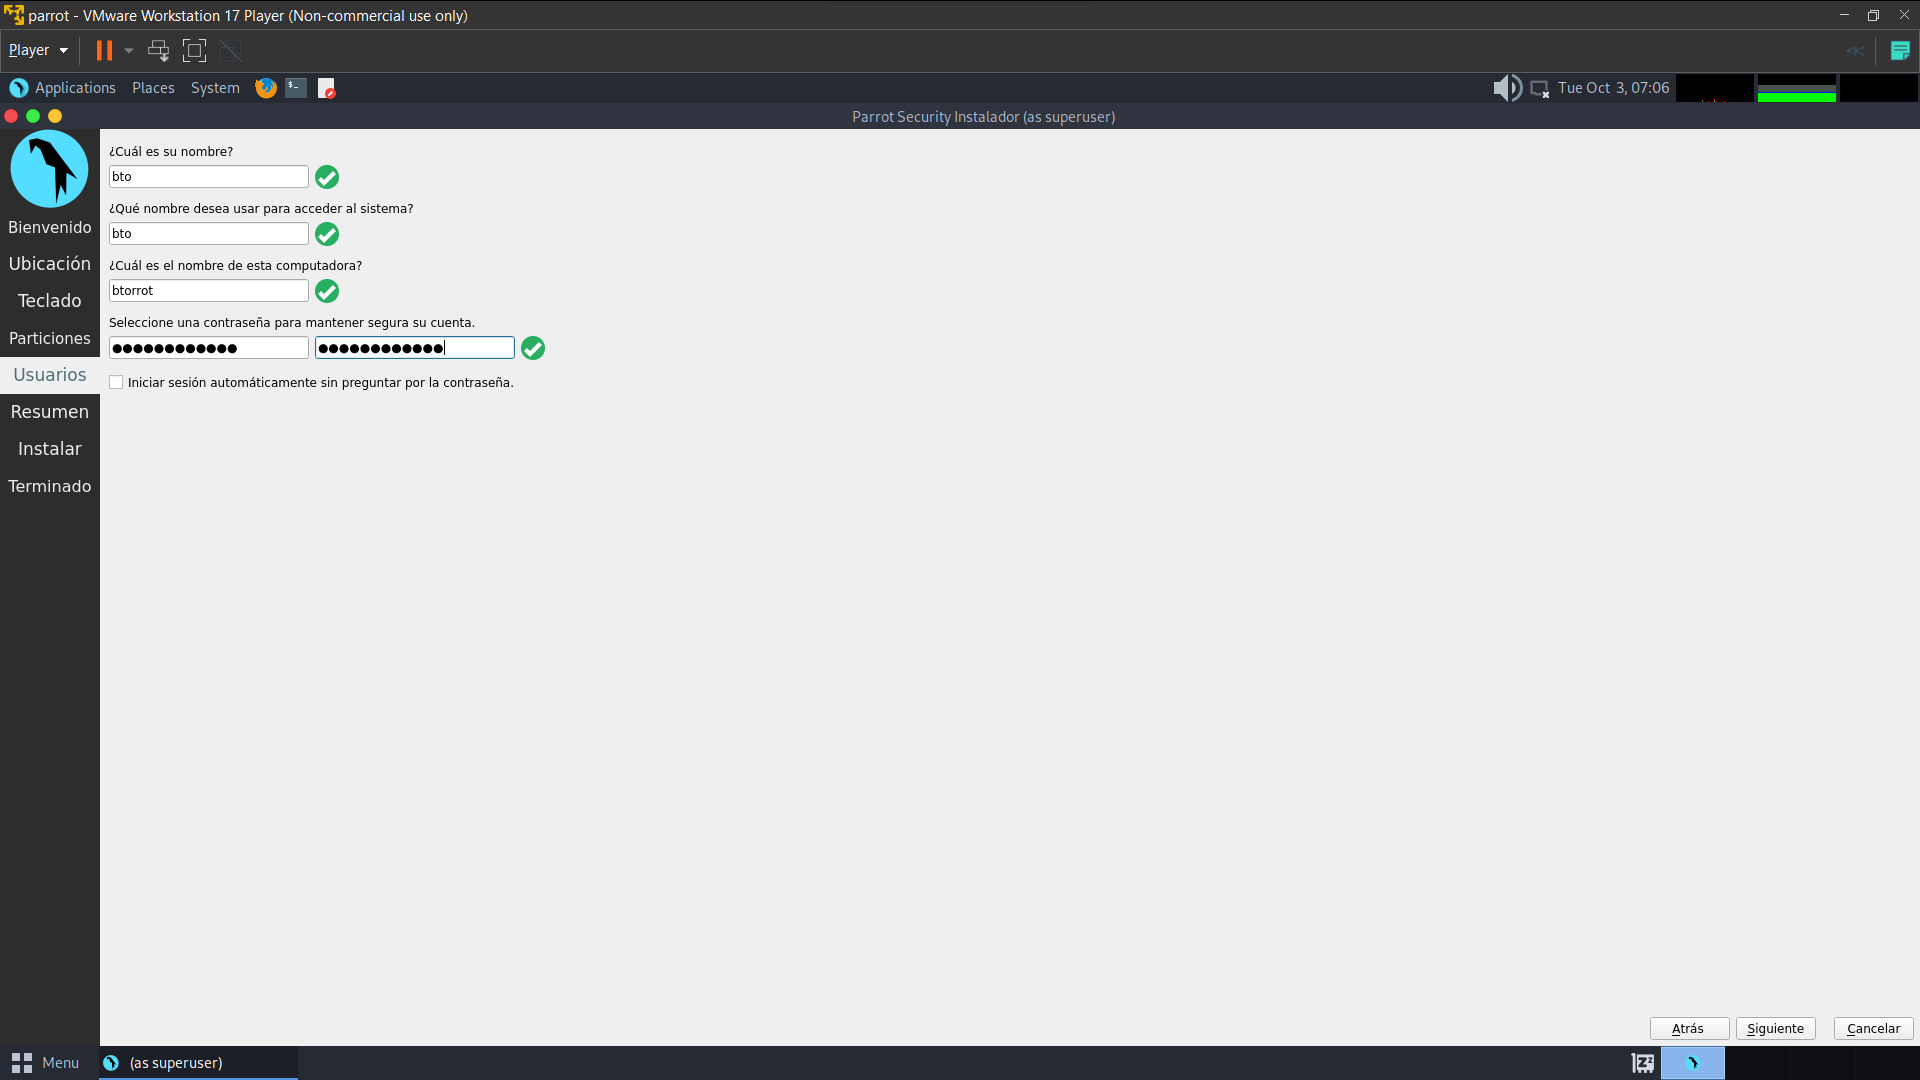 parrot - VMware Workstation 17 Player (Non-commercial use only)
Player
Applications Places System Tue Oct 3, 07:06
Parrot Security Instalador (as superuser)
Bienvenido
Ubicación
Teclado
Particiones
Usuarios
Resumen
Instalar
Terminado
¿Cuál es su nombre?
bto
¿Qué nombre desea usar para acceder al sistema?
bto
¿Cuál es el nombre de esta computadora?
btorrot
Seleccione una contraseña para mantener segura su cuenta.
●●●●●●●●●●●● ●●●●●●●●●●●●
Iniciar sesión automáticamente sin preguntar por la contraseña.
Atrás Siguiente Cancelar
Menu (as superuser)